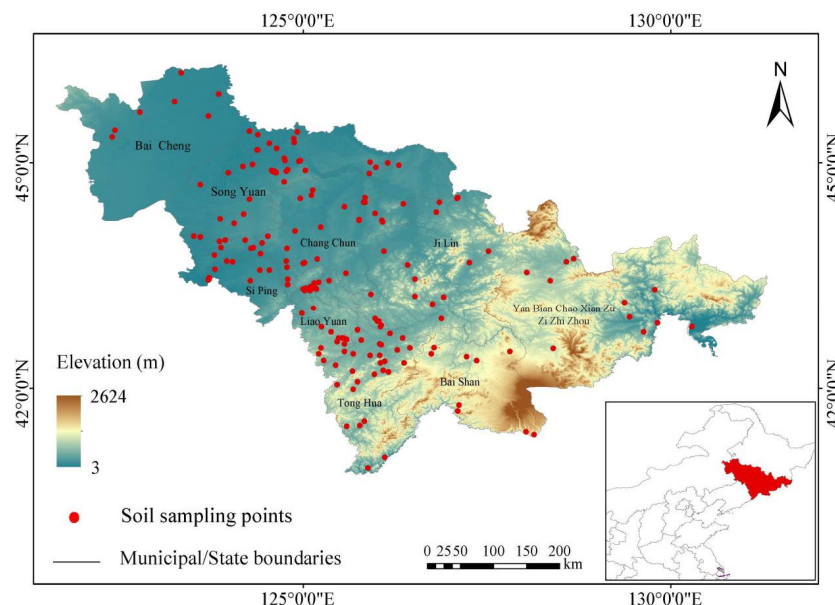 125°0'0"E 130°0'0"E
N
45°0'0"N 45°0'0"N
Bai Cheng
Song Yuan
Chang Chun
Ji Lin
Si Ping
Liao Yuan
Yan Bian Chao Xian Zu
Zi Zhi Zhou
Bai Shan
Tong Hua
42°0'0"N 42°0'0"N
Elevation (m)
2624
3
Soil sampling points
Municipal/State boundaries
0 25 50 100 150 200
km
125°0'0"E 130°0'0"E